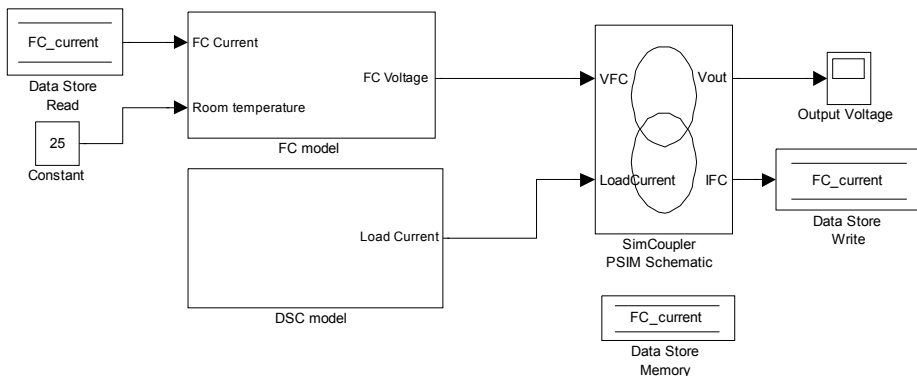 FC_current
Data Store
Read
25
Constant
FC Current
Room temperature
FC Voltage
FC model
Load Current
DSC model
VFC
Vout
LoadCurrent
IFC
SimCoupler
PSIM Schematic
Output Voltage
FC_current
Data Store
Write
FC_current
Data Store
Memory